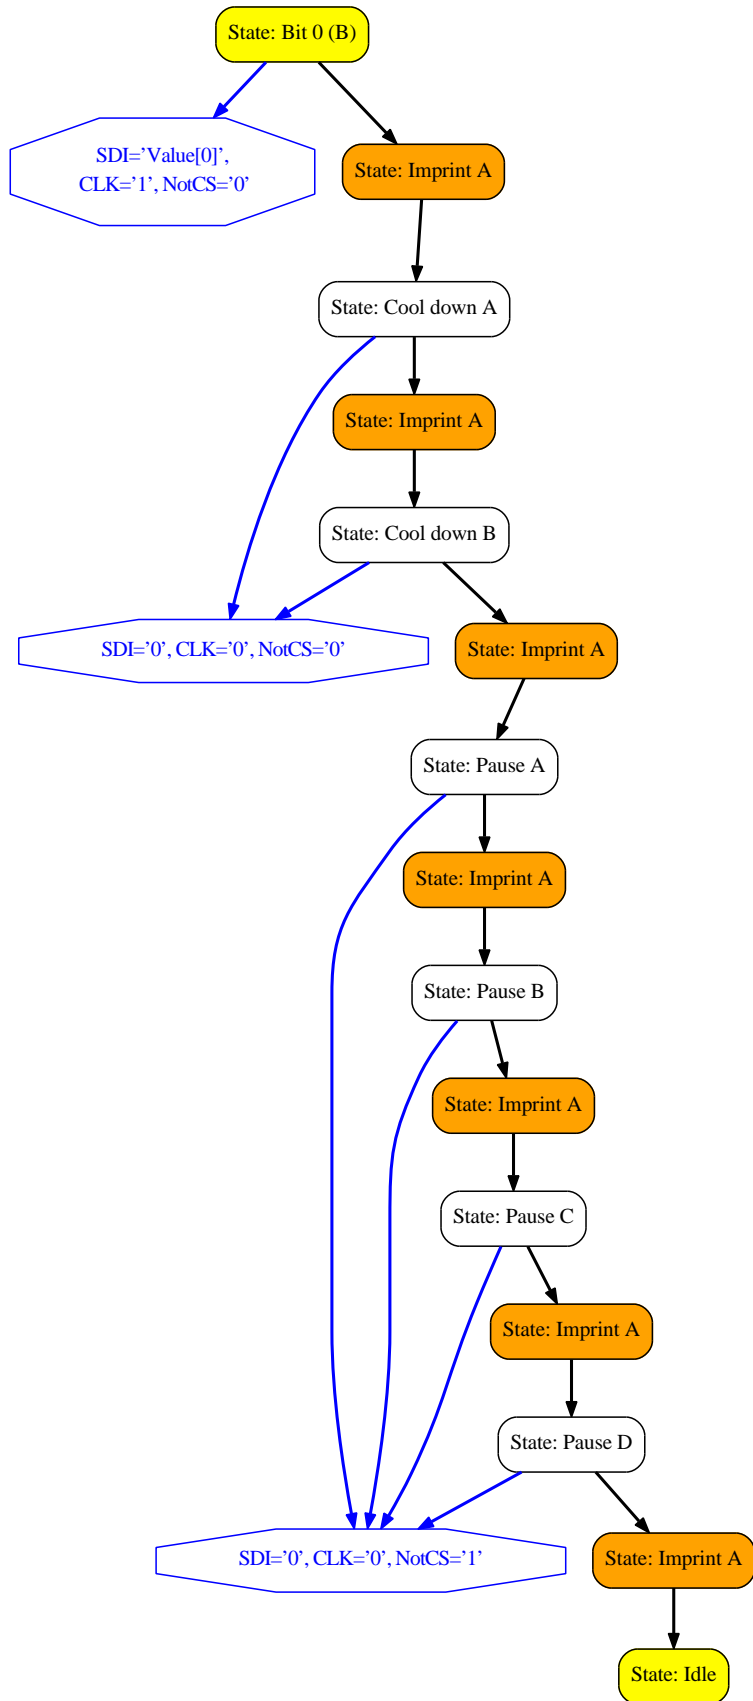 State: Bit 0 (B)
SDI=’Value[0]’,
CLK=’1’, NotCS=’0’
State: Imprint A
State: Cool down A
State: Imprint A
State: Cool down B
SDI=’0’, CLK=’0’, NotCS=’0’
State: Imprint A
State: Pause A
State: Imprint A
State: Pause B
State: Imprint A
State: Pause C
State: Imprint A
State: Pause D
SDI=’0’, CLK=’0’, NotCS=’1’
State: Imprint A
State: Idle